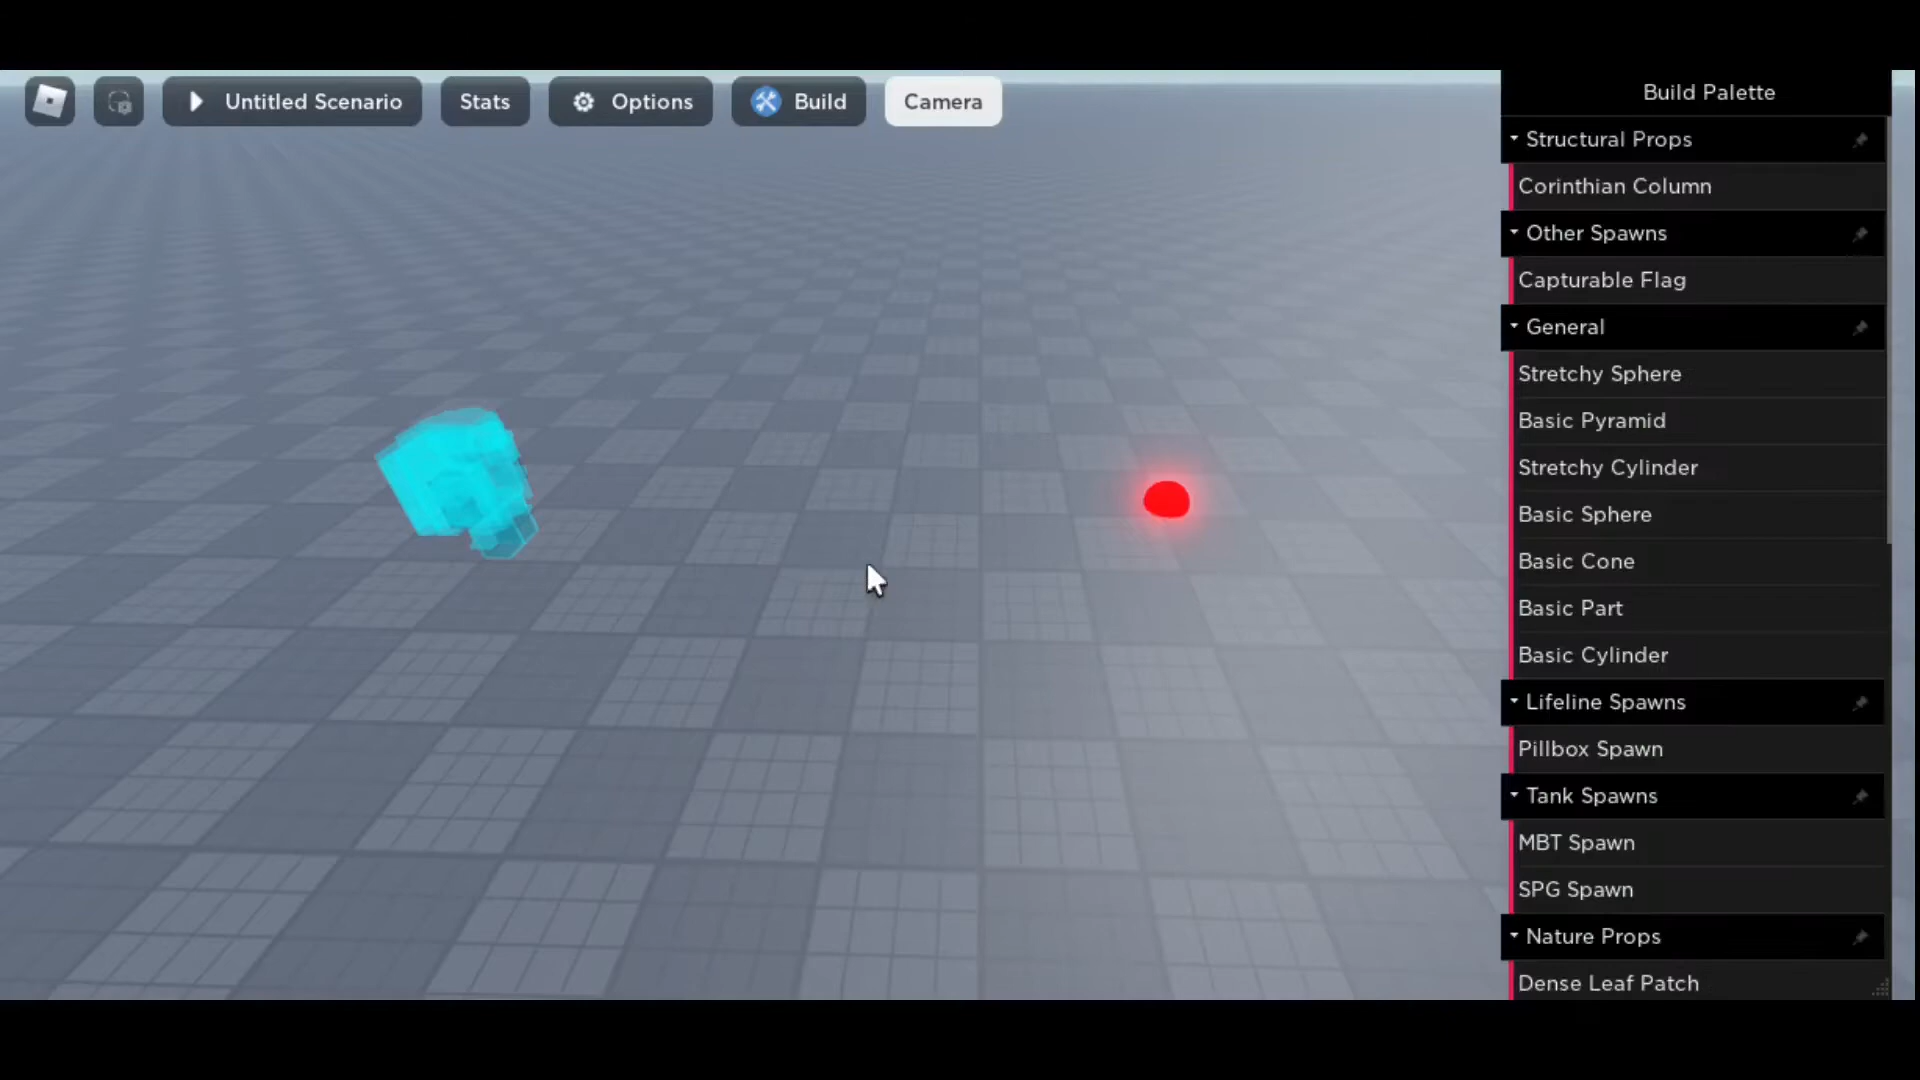 Untitled Scenario
Stats
Options
Build
Camera
Build Palette
Structural Props
Corinthian Column
Other Spawns
Capturable Flag
General
Stretchy Sphere
Basic Pyramid
Stretchy Cylinder
Basic Sphere
Basic Cone
Basic Part
Basic Cylinder
Lifeline Spawns
Pillbox Spawn
Tank Spawns
MBT Spawn
SPG Spawn
Nature Props
Dense Leaf Patch